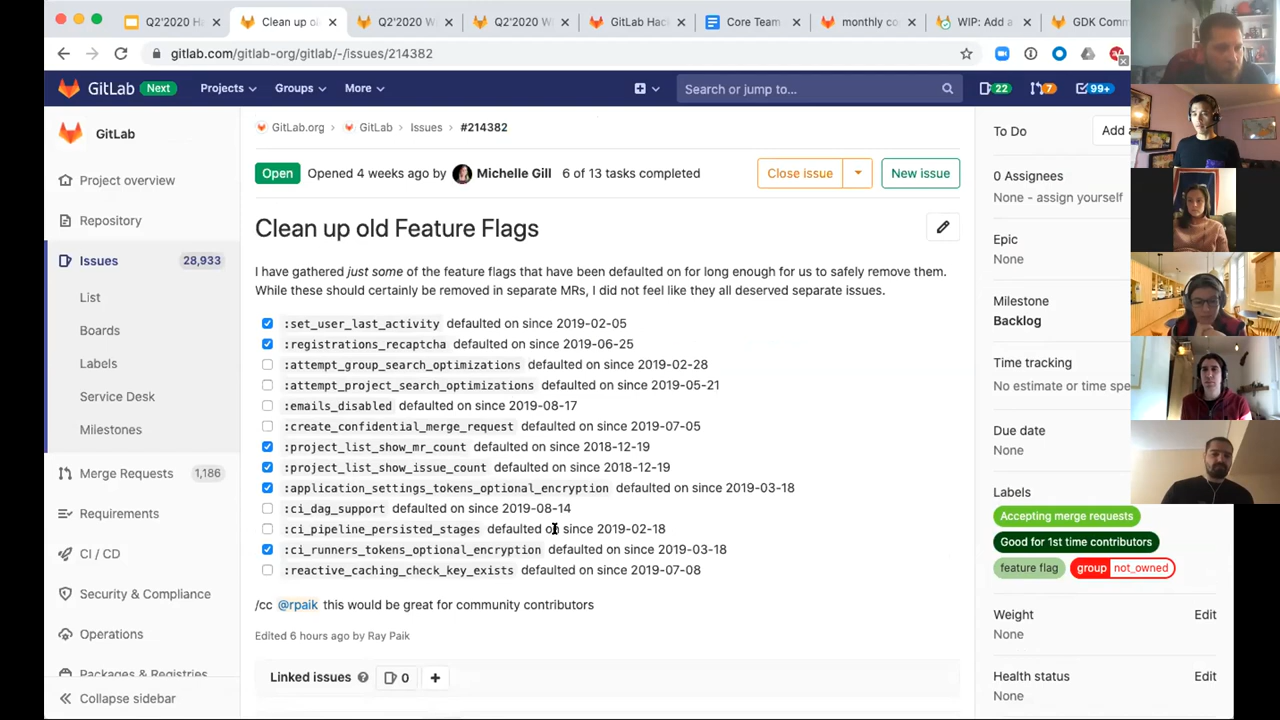 Q2'2020 Ha
Clean up ol
Q2'2020 W
Q2'2020 W
GitLab Hac
Core Team
monthly co
WIP: Add a
GDK Comm
gitlab.com/gitlab-org/gitlab/-/issues/214382
GitLab Next Projects Groups More Search or jump to... 22 7 99+
GitLab
Project overview
Repository
Issues 28,933
List
Boards
Labels
Service Desk
Milestones
Merge Requests 1,186
Requirements
CI / CD
Security & Compliance
Operations
Packages & Registries
Collapse sidebar
GitLab.org > GitLab > Issues > #214382
Open Opened 4 weeks ago by Michelle Gill 6 of 13 tasks completed Close issue New issue
Clean up old Feature Flags
I have gathered just some of the feature flags that have been defaulted on for long enough for us to safely remove them.
While these should certainly be removed in separate MRs, I did not feel like they all deserved separate issues.
:set_user_last_activity defaulted on since 2019-02-05
:registrations_recaptcha defaulted on since 2019-06-25
:attempt_group_search_optimizations defaulted on since 2019-02-28
:attempt_project_search_optimizations defaulted on since 2019-05-21
:emails_disabled defaulted on since 2019-08-17
:create_confidential_merge_request defaulted on since 2019-07-05
:project_list_show_mr_count defaulted on since 2018-12-19
:project_list_show_issue_count defaulted on since 2018-12-19
:application_settings_tokens_optional_encryption defaulted on since 2019-03-18
:ci_dag_support defaulted on since 2019-08-14
:ci_pipeline_persisted_stages defaulted on since 2019-02-18
:ci_runners_tokens_optional_encryption defaulted on since 2019-03-18
:reactive_caching_check_key_exists defaulted on since 2019-07-08
/cc @rpaik this would be great for community contributors
Edited 6 hours ago by Ray Paik
Linked issues 0
To Do Add a
0 Assignees
None - assign yourself
Epic
None
Milestone
Backlog
Time tracking
No estimate or time spe
Due date
None
Labels
Accepting merge requests
Good for 1st time contributors
feature flag group not_owned
Weight Edit
None
Health status Edit
None